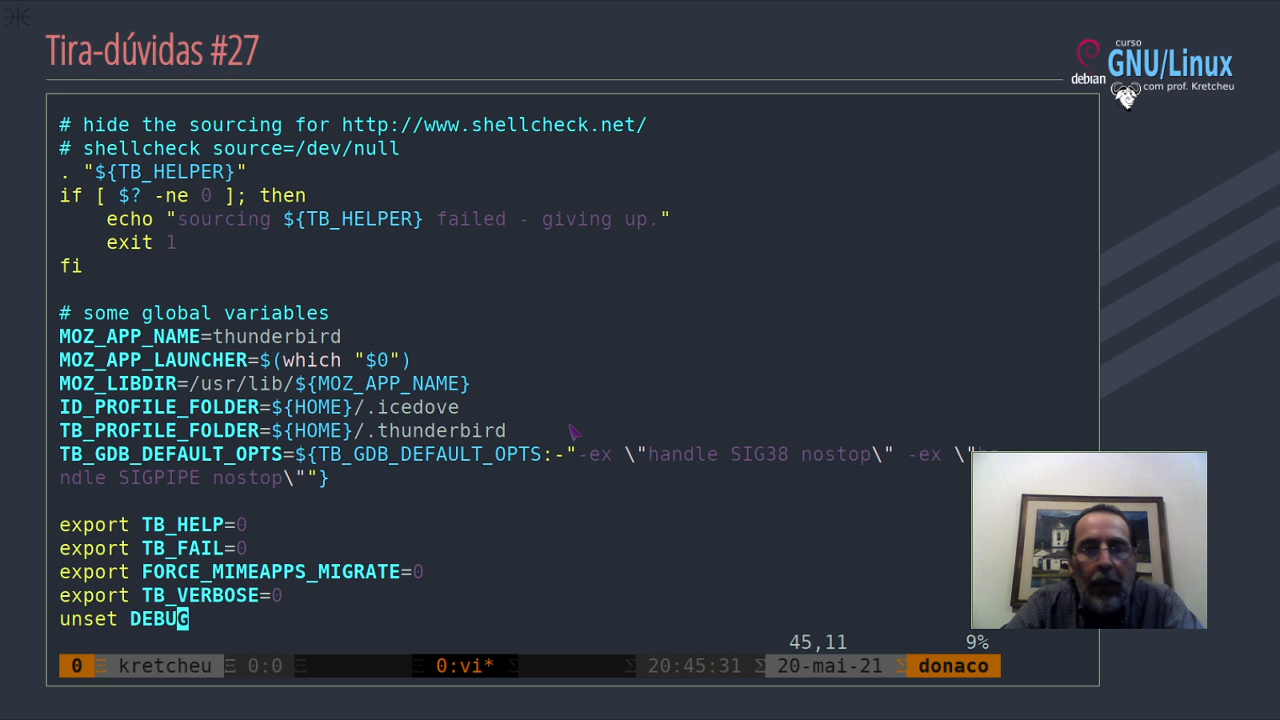 Tira-dúvidas #27
curso
GNU/Linux
debian
com prof. Kretcheu
# hide the sourcing for http://www.shellcheck.net/
# shellcheck source=/dev/null
. "${TB_HELPER}"
if [ $? -ne 0 ]; then
    echo "sourcing ${TB_HELPER} failed - giving up."
    exit 1
fi
# some global variables
MOZ_APP_NAME=thunderbird
MOZ_APP_LAUNCHER=$(which "$0")
MOZ_LIBDIR=/usr/lib/${MOZ_APP_NAME}
ID_PROFILE_FOLDER=${HOME}/.icedove
TB_PROFILE_FOLDER=${HOME}/.thunderbird
TB_GDB_DEFAULT_OPTS=${TB_GDB_DEFAULT_OPTS:-"-ex \"handle SIG38 nostop\" -ex \"
ndle SIGPIPE nostop\""}
export TB_HELP=0
export TB_FAIL=0
export FORCE_MIMEAPPS_MIGRATE=0
export TB_VERBOSE=0
unset DEBUG
45,11 9%
0 Ξ kretcheu Ξ 0:0 Ξ Σ 0:vi* Σ Σ 20:45:31 Σ 20-mai-21 Σ donaco